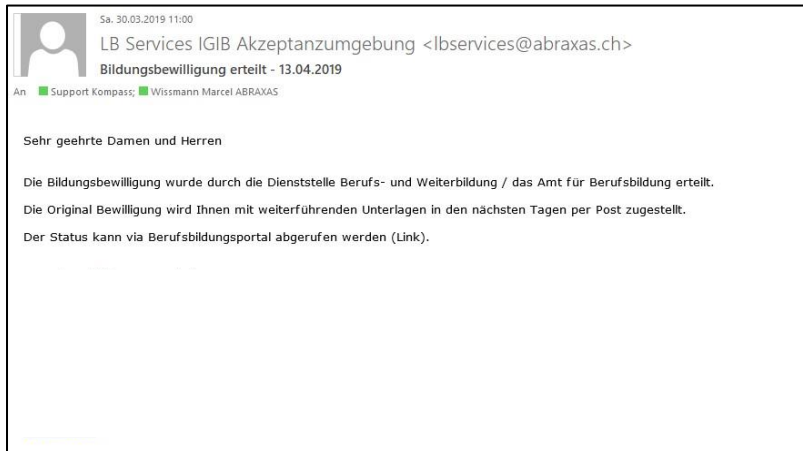 Sa. 30.03.2019 11:00
LB Services IGIB Akzeptanzumgebung <lbservices@abraxas.ch>
Bildungsbewilligung erteilt - 13.04.2019
An Support Kompass; Wissmann Marcel ABRAXAS
Sehr geehrte Damen und Herren
Die Bildungsbewilligung wurde durch die Dienststelle Berufs- und Weiterbildung / das Amt für Berufsbildung erteilt.
Die Original Bewilligung wird Ihnen mit weiterführenden Unterlagen in den nächsten Tagen per Post zugestellt.
Der Status kann via Berufsbildungsportal abgerufen werden (Link).